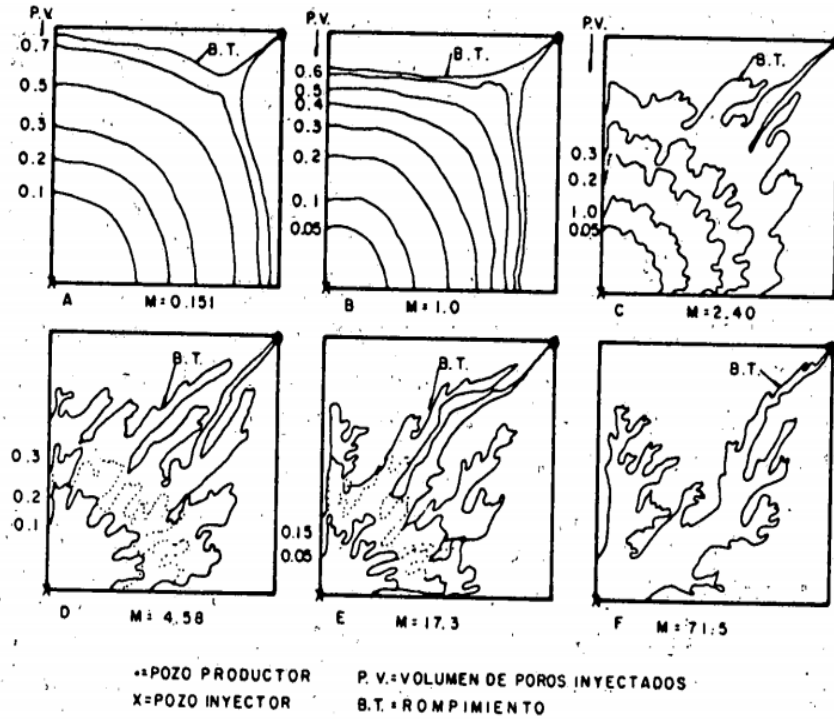 P.V.
0.7
0.5
0.3
0.2
0.1
B.T.
A M=0.151
P.V.
0.6
0.5
0.4
0.3
0.2
0.1
0.05
B.T.
B M=1.0
P.V.
0.3
0.2
1.0
0.05
B.T.
C M=2.40
B.T.
0.3
0.2
0.1
D M=4.58
B.T.
0.15
0.05
E M=17.3
B.T.
F M=71.5
•=POZO PRODUCTOR P. V.=VOLUMEN DE POROS INYECTADOS
X=POZO INYECTOR B.T.=ROMPIMIENTO